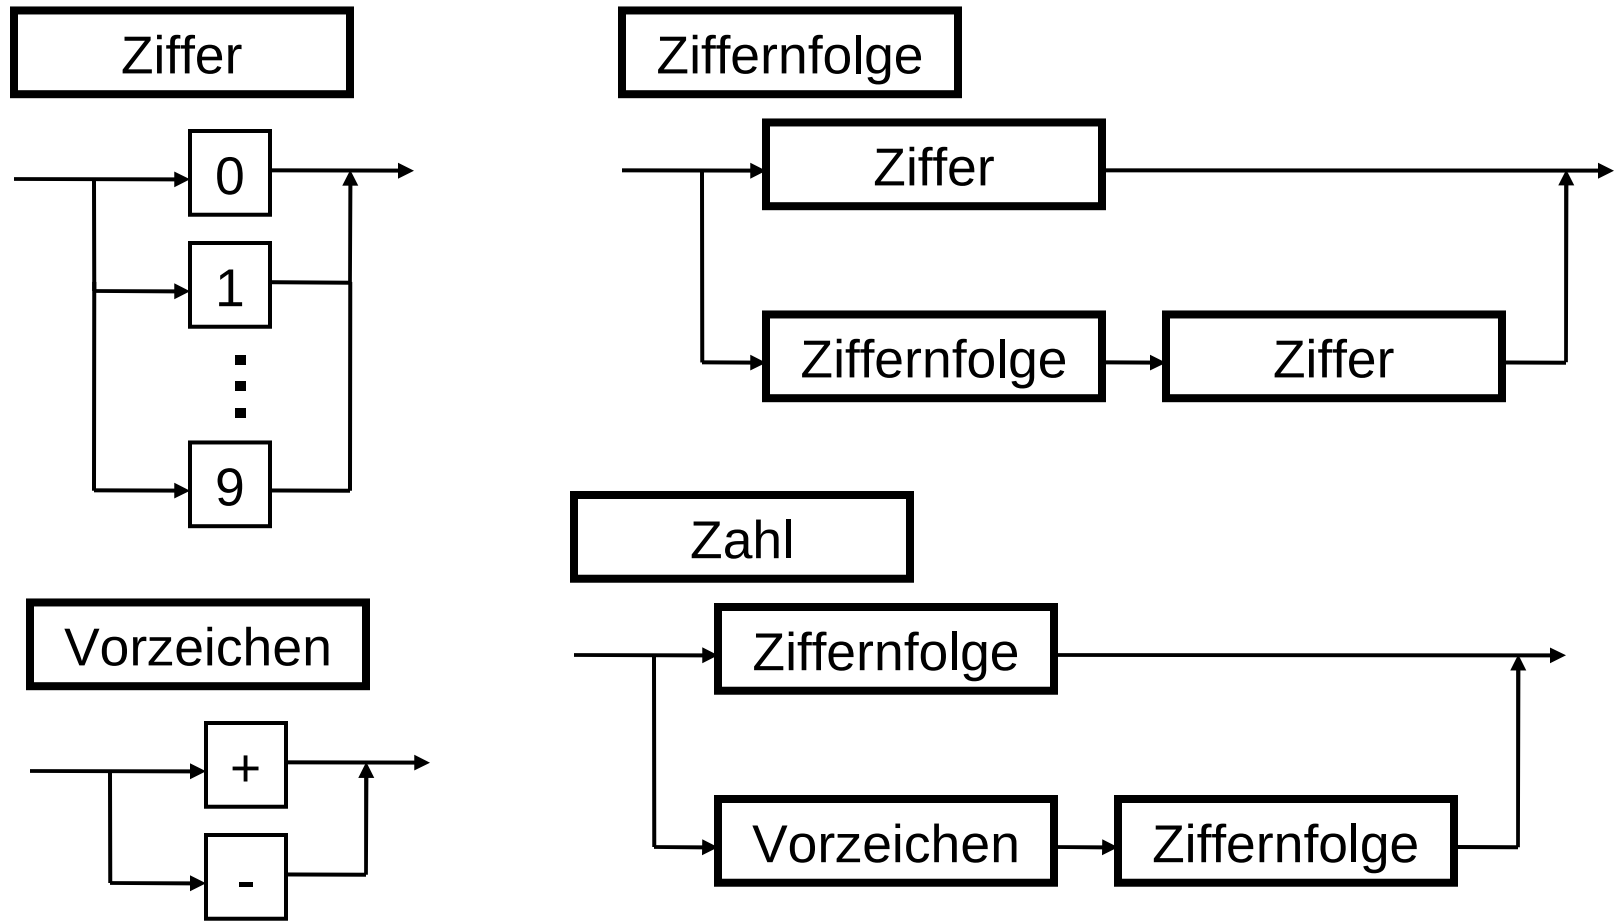 Ziffer
0
1
9
Vorzeichen
+
-
Ziffernfolge
Ziffer
Ziffernfolge
Ziffer
Zahl
Ziffernfolge
Vorzeichen
Ziffernfolge